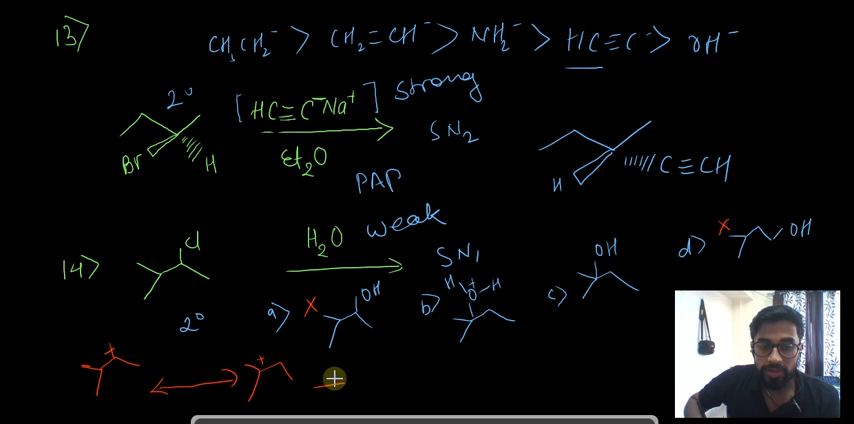 13> CH₃CH₂⁻ > CH₂=CH⁻ > NH₂⁻ > HC≡C⁻ > OH⁻
2° [HC≡C⁻Na⁺] Strong
Br H Et₂O SN₂ H C≡CH
PAP
14> Cl H₂O weak SN₁
2° a) X OH b) H O⁺ H c) OH d) X OH
+ +